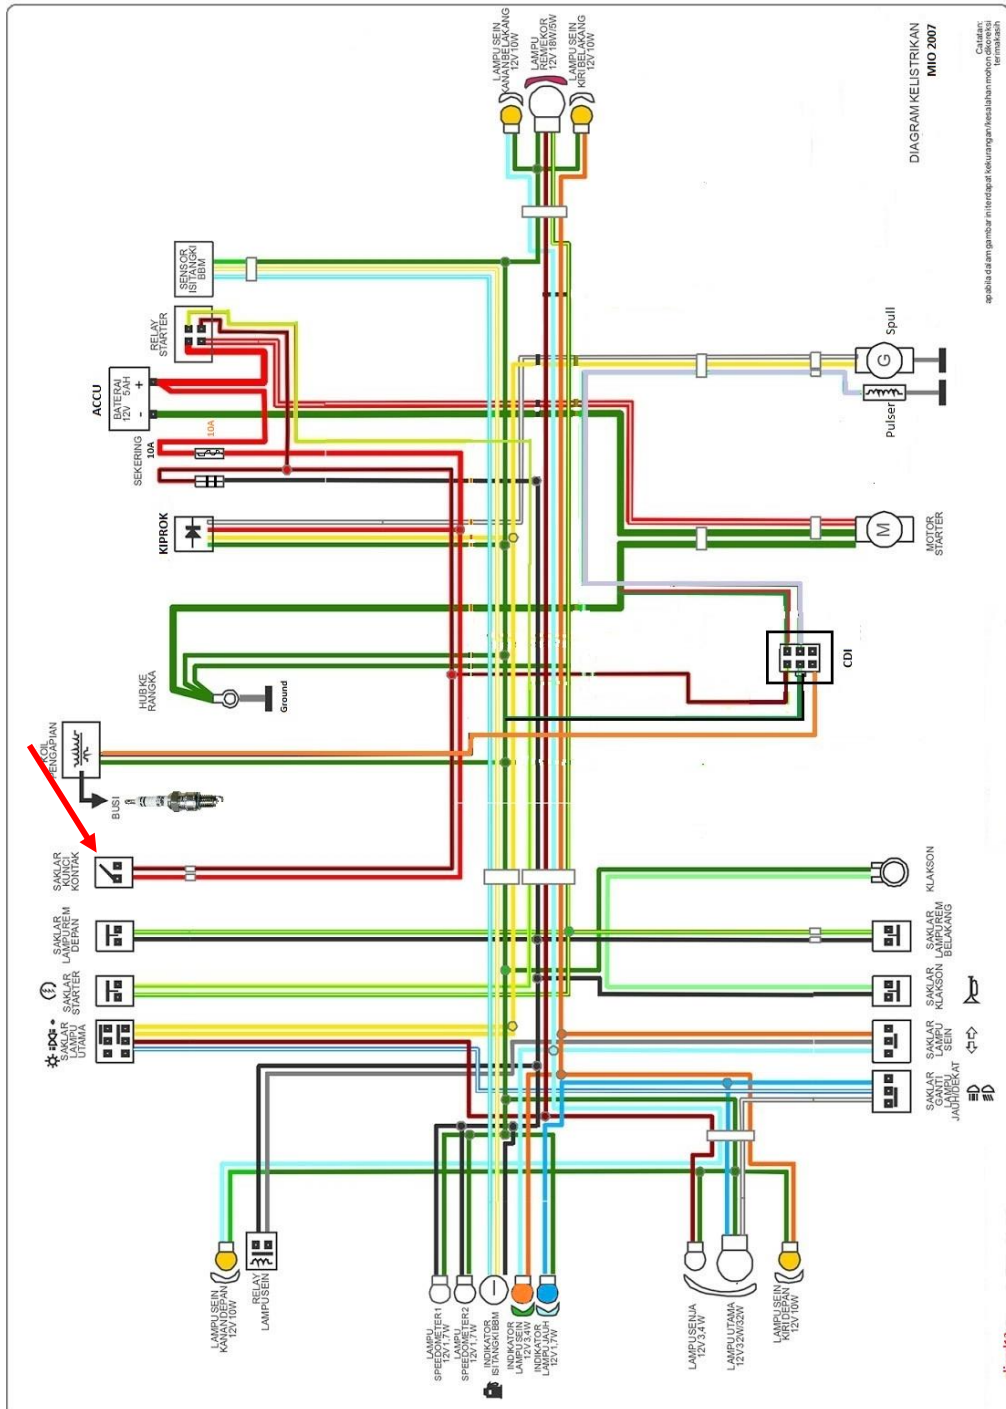 DIAGRAM KELISTRIKAN
MIO 2007
Catatan:
apabila dalam gambar ini terdapat kekurangan/kesalahan mohon dikoreksi
terimakasih
LAMPU SEIN
KANAN BELAKANG
12V 10W
LAMPU
REM/EKOR
12V 18W/5W
LAMPU SEIN
KIRI BELAKANG
12V 10W
SENSOR
ISI TANGKI
BBM
RELAY
STARTER
ACCU
BATERAI
12V 5AH
+
-
SEKERING
10A
10A
KIPROK
HUB KE
RANGKA
Ground
KOIL
PENGAPIAN
BUSI
SAKLAR
KUNCI
KONTAK
SAKLAR
LAMPU REM
DEPAN
SAKLAR
STARTER
SAKLAR
LAMPU
UTAMA
Spull
G
Pulser
M
MOTOR
STARTER
CDI
KLAKSON
SAKLAR
LAMPU REM
BELAKANG
SAKLAR
KLAKSON
SAKLAR
LAMPU
SEIN
SAKLAR
GANTI
LAMPU
JAUH/DEKAT
LAMPU SEIN
KANAN DEPAN
12V 10W
RELAY
LAMPU SEIN
LAMPU
SPEEDOMETER 1
12V 1,7W
LAMPU
SPEEDOMETER 2
12V 1,7W
INDIKATOR
ISI TANGKI BBM
INDIKATOR
LAMPU SEIN
12V 3,4W
INDIKATOR
LAMPU JAUH
12V 1,7W
LAMPU SENJA
12V 3,4W
LAMPU UTAMA
12V 32W/32W
LAMPU SEIN
KIRI DEPAN
12V 10W